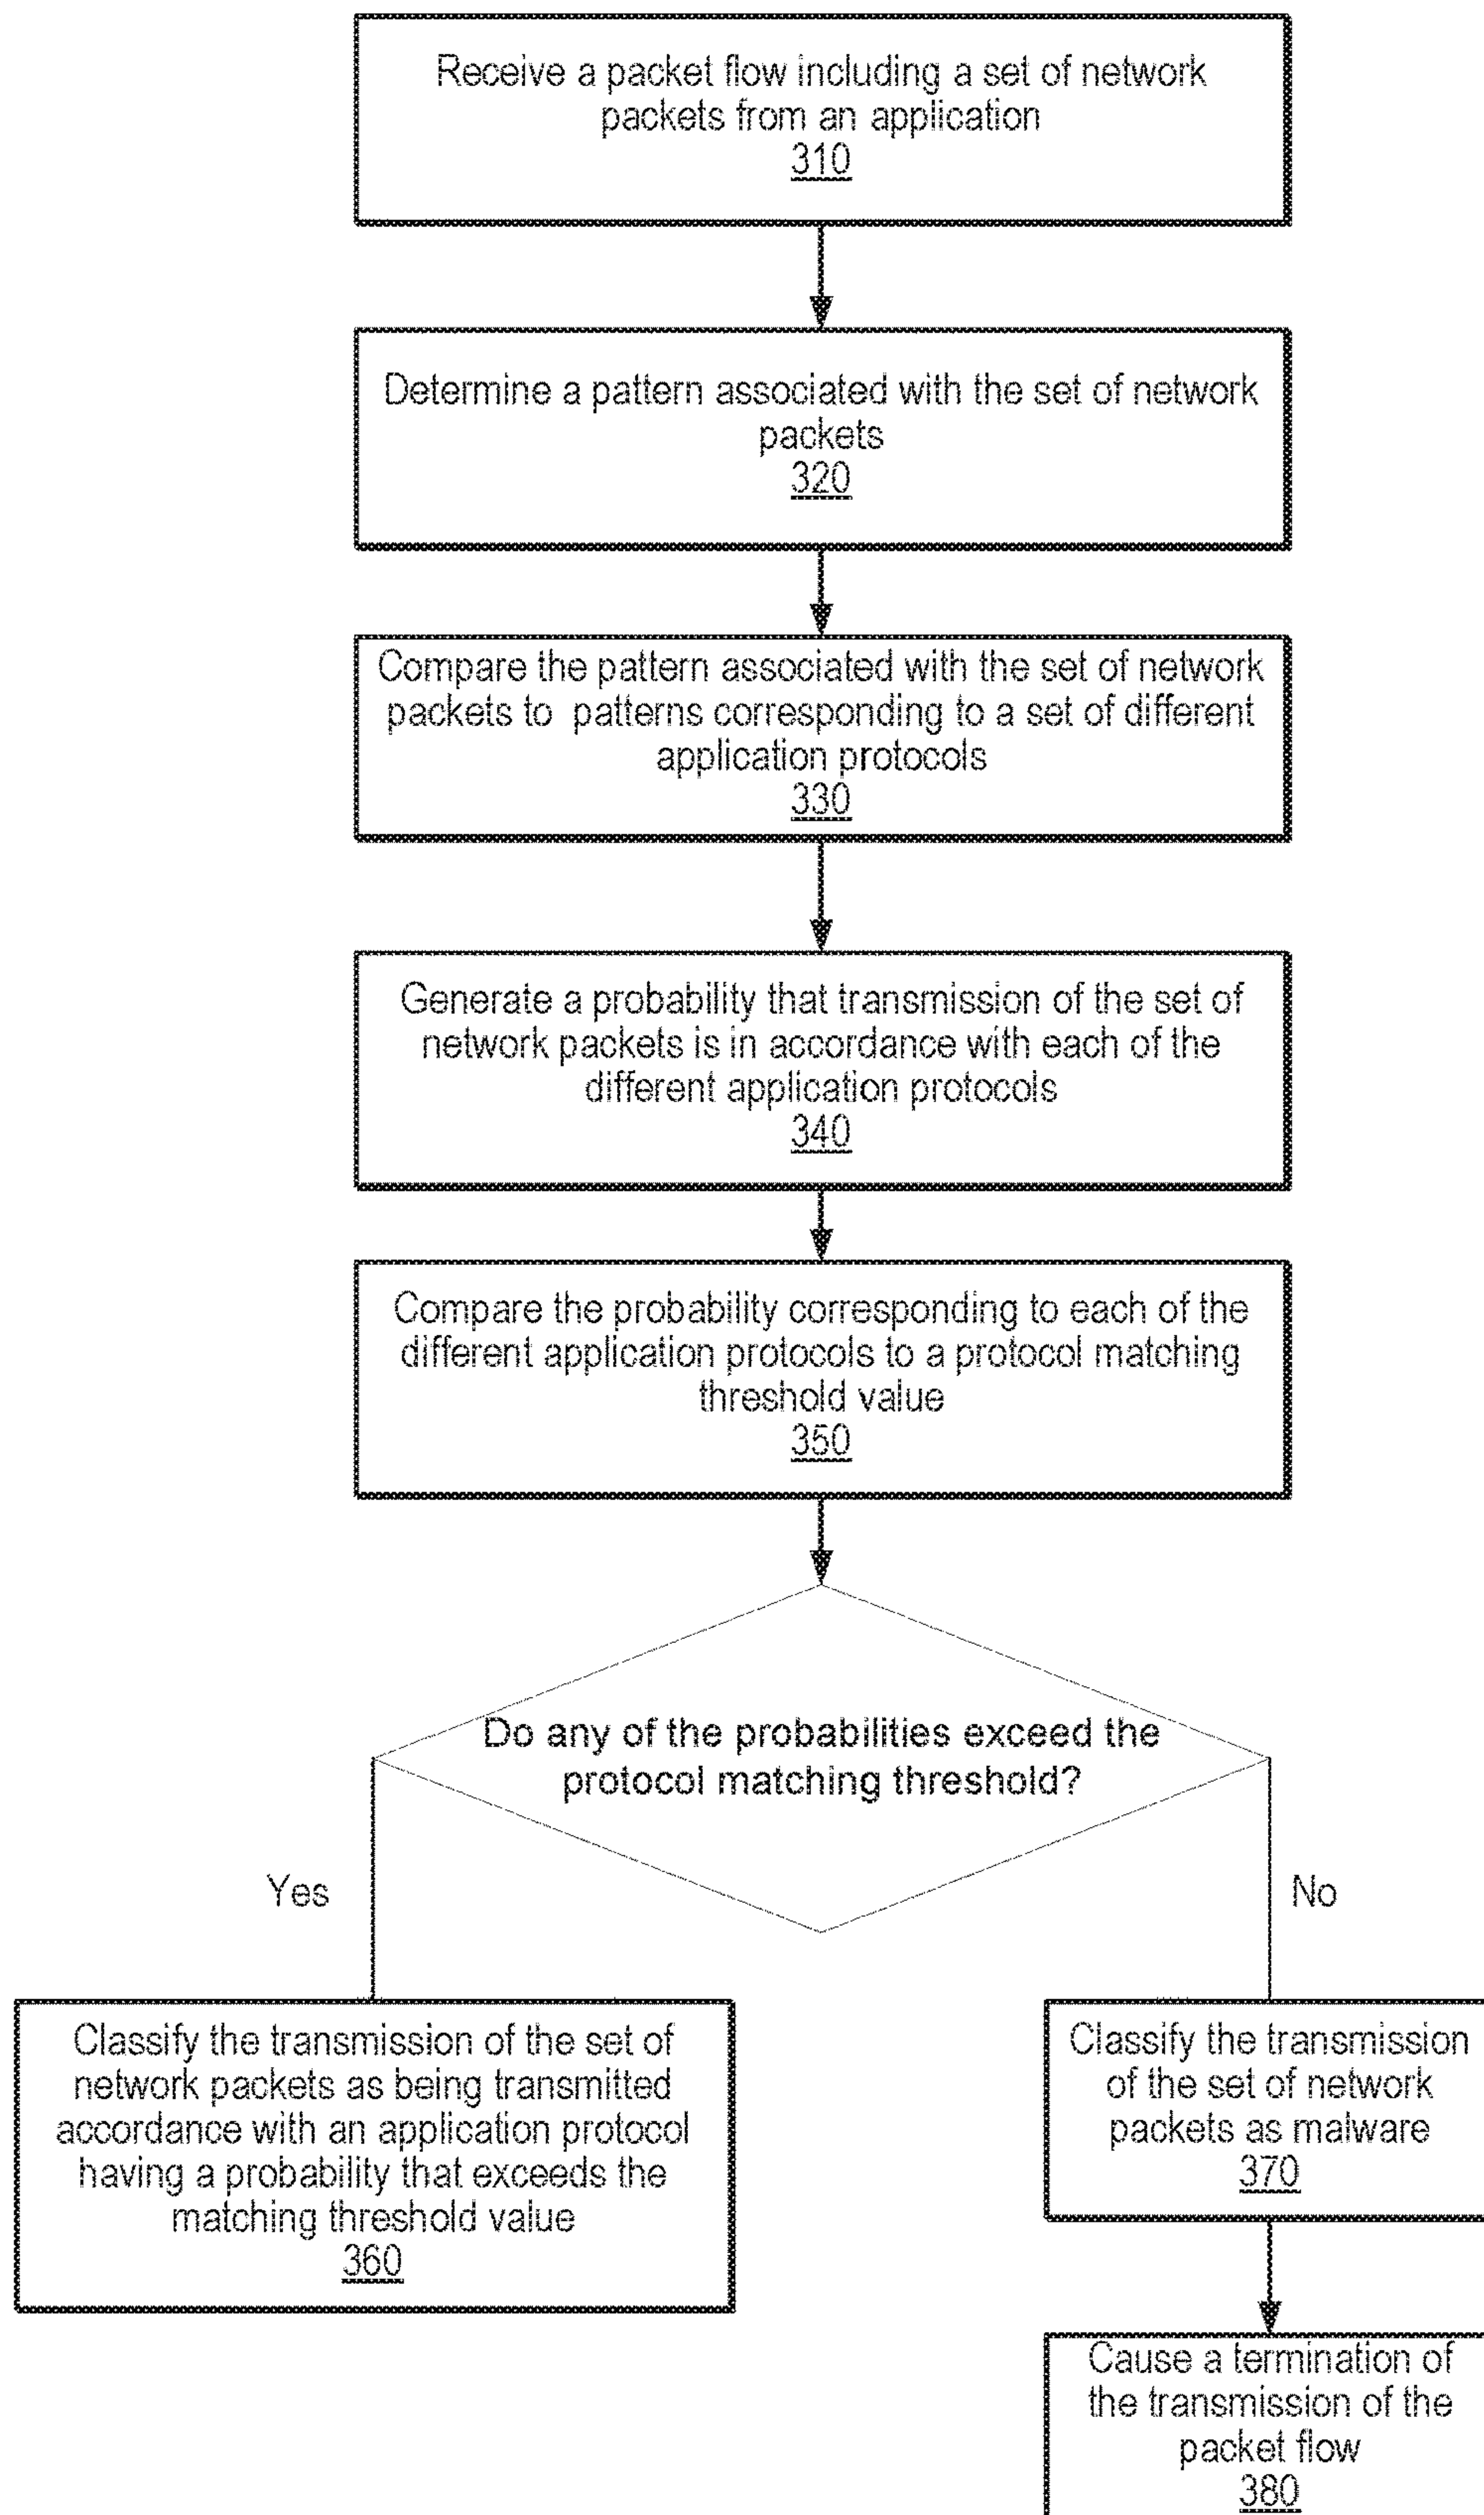 Receive a packet flow including a set of network
packets from an application
310
Determine a pattern associated with the set of network
packets
320
Compare the pattern associated with the set of network
packets to patterns corresponding to a set of different
application protocols
330
Generate a probability that transmission of the set of
network packets is in accordance with each of the
different application protocols
340
Compare the probability corresponding to each of the
different application protocols to a protocol matching
threshold value
350
Do any of the probabilities exceed the
protocol matching threshold?
Yes
No
Classify the transmission of the set of
network packets as being transmitted
accordance with an application protocol
having a probability that exceeds the
matching threshold value
360
Classify the transmission
of the set of network
packets as malware
370
Cause a termination of
the transmission of the
packet flow
380